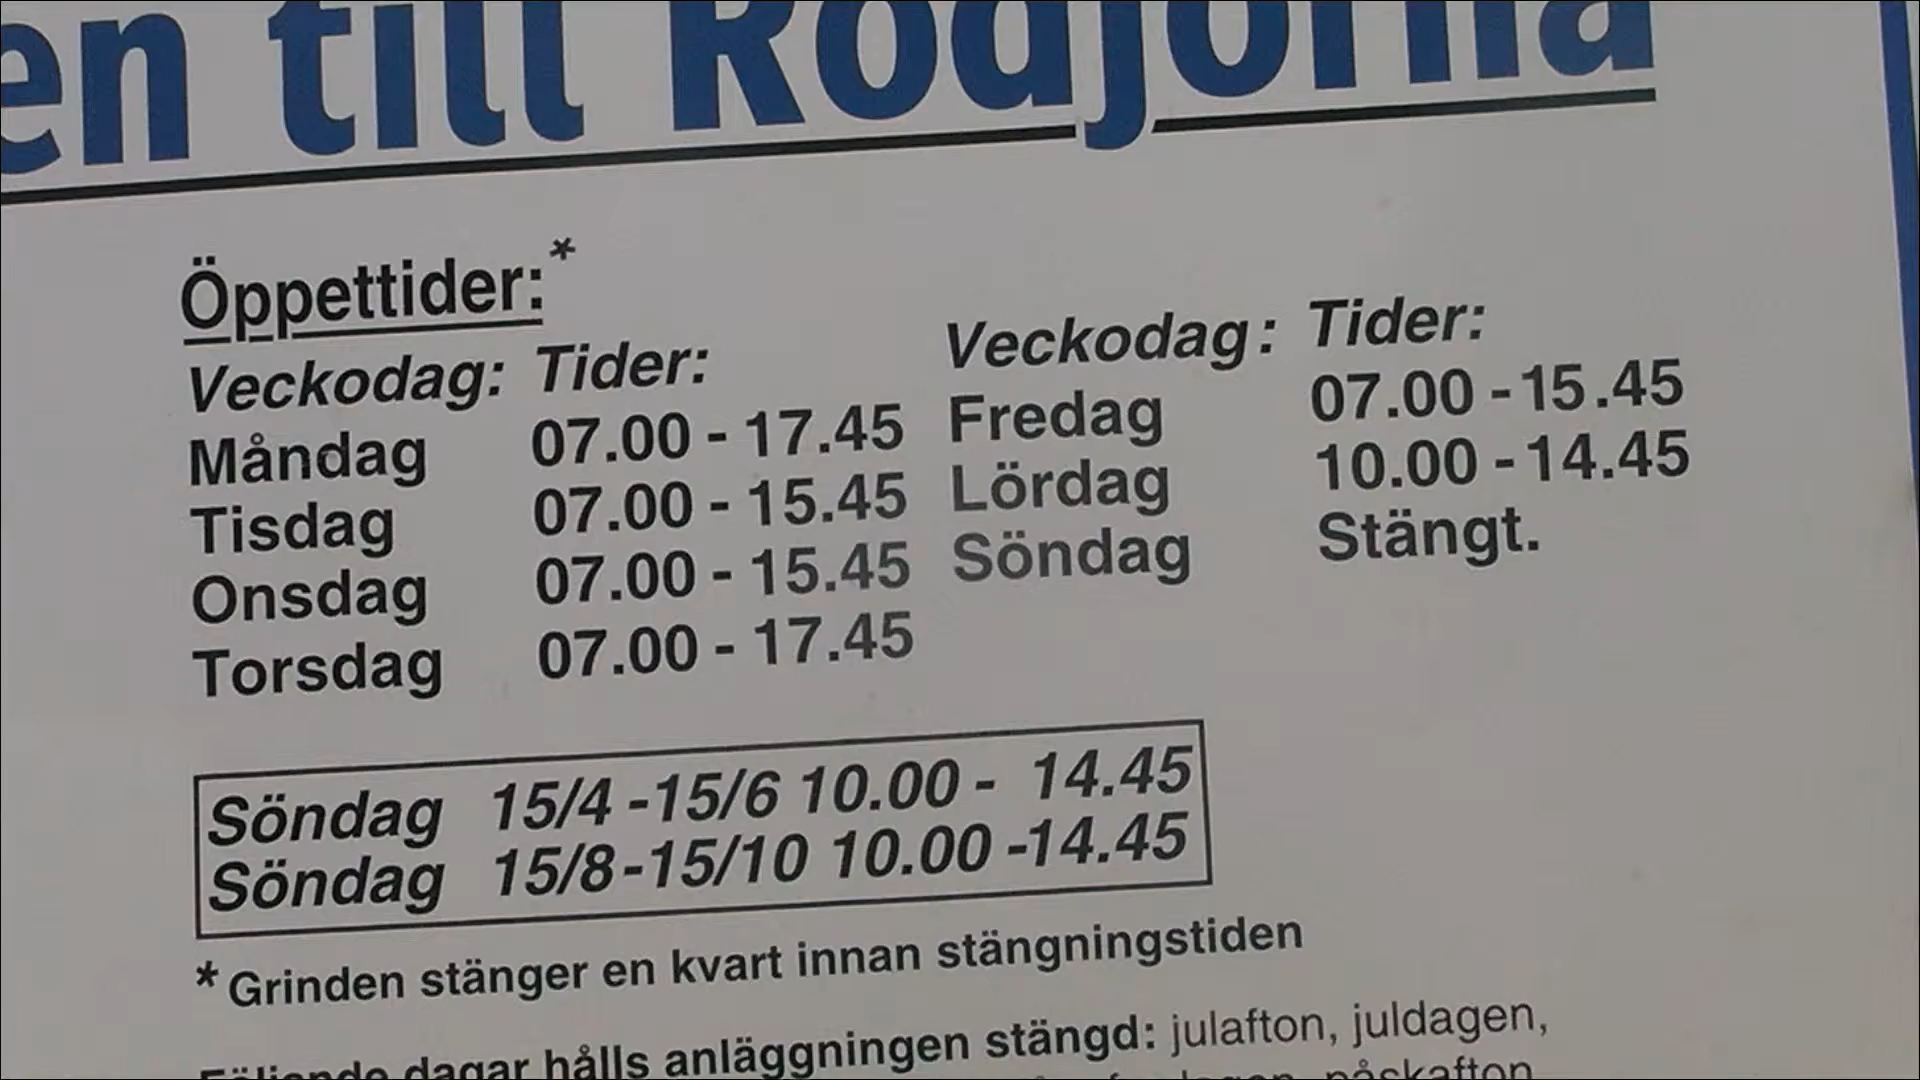 en till Rödjorna
Öppettider:*
Veckodag: Tider:
Måndag 07.00 - 17.45
Tisdag 07.00 - 15.45
Onsdag 07.00 - 15.45
Torsdag 07.00 - 17.45
Veckodag: Tider:
Fredag 07.00 - 15.45
Lördag 10.00 - 14.45
Söndag Stängt.
Söndag 15/4 - 15/6 10.00 - 14.45
Söndag 15/8 - 15/10 10.00 - 14.45
* Grinden stänger en kvart innan stängningstiden
Följande dagar hålls anläggningen stängd: julafton, juldagen,
påskafton